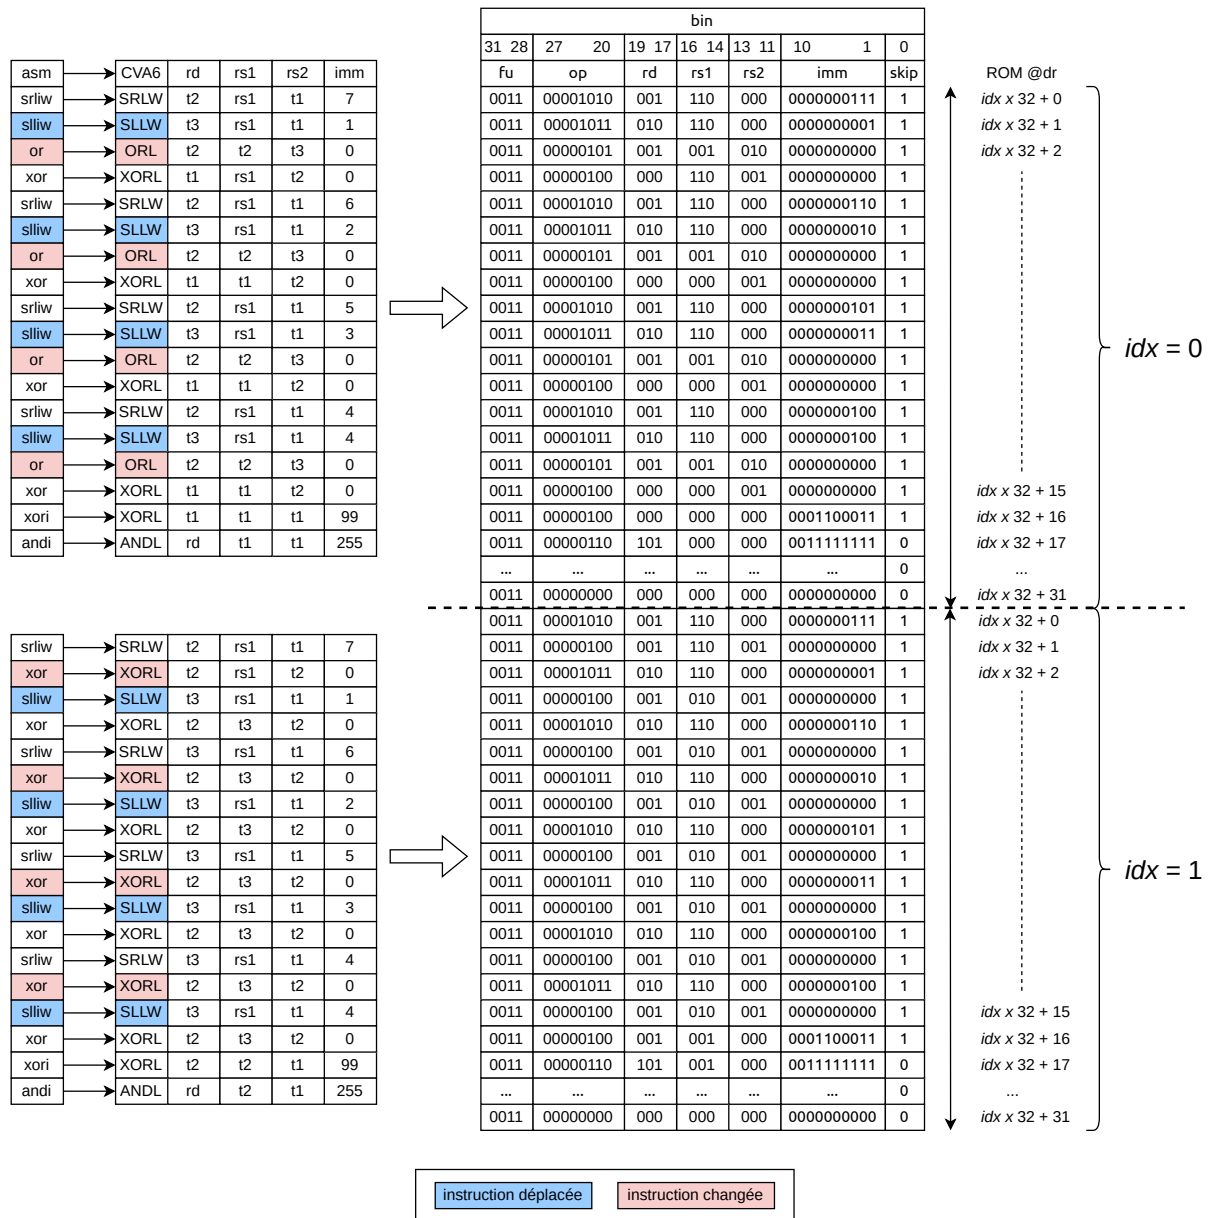 bin
31 28 27 20 19 17 16 14 13 11 10 1 0
asm CVA6 rd rs1 rs2 imm fu op rd rs1 rs2 imm skip ROM @dr
srliw SRLW t2 rs1 t1 7 0011 00001010 001 110 000 0000000111 1 idx x 32 + 0
slliw SLLW t3 rs1 t1 1 0011 00001011 010 110 000 0000000001 1 idx x 32 + 1
or ORL t2 t2 t3 0 0011 00000101 001 001 010 0000000000 1 idx x 32 + 2
xor XORL t1 rs1 t2 0 0011 00000100 000 110 001 0000000000 1
srliw SRLW t2 rs1 t1 6 0011 00001010 001 110 000 0000000110 1
slliw SLLW t3 rs1 t1 2 0011 00001011 010 110 000 0000000010 1
or ORL t2 t2 t3 0 0011 00000101 001 001 010 0000000000 1
xor XORL t1 t1 t2 0 0011 00000100 000 000 001 0000000000 1
srliw SRLW t2 rs1 t1 5 0011 00001010 001 110 000 0000000101 1
slliw SLLW t3 rs1 t1 3 0011 00001011 010 110 000 0000000011 1
or ORL t2 t2 t3 0 0011 00000101 001 001 010 0000000000 1 idx = 0
xor XORL t1 t1 t2 0 0011 00000100 000 000 001 0000000000 1
srliw SRLW t2 rs1 t1 4 0011 00001010 001 110 000 0000000100 1
slliw SLLW t3 rs1 t1 4 0011 00001011 010 110 000 0000000100 1
or ORL t2 t2 t3 0 0011 00000101 001 001 010 0000000000 1
xor XORL t1 t1 t2 0 0011 00000100 000 000 001 0000000000 1 idx x 32 + 15
xori XORL t1 t1 t1 99 0011 00000100 000 000 000 0001100011 1 idx x 32 + 16
andi ANDL rd t1 t1 255 0011 00000110 101 000 000 0011111111 0 idx x 32 + 17
... ... ... ... ... ... 0 ...
0011 00000000 000 000 000 0000000000 0 idx x 32 + 31
0011 00001010 001 110 000 0000000111 1 idx x 32 + 0
srliw SRLW t2 rs1 t1 7 0011 00000100 001 110 001 0000000000 1 idx x 32 + 1
xor XORL t2 rs1 t2 0 0011 00001011 010 110 000 0000000001 1 idx x 32 + 2
slliw SLLW t3 rs1 t1 1 0011 00000100 001 010 001 0000000000 1
xor XORL t2 t3 t2 0 0011 00001010 010 110 000 0000000110 1
srliw SRLW t3 rs1 t1 6 0011 00000100 001 010 001 0000000000 1
xor XORL t2 t3 t2 0 0011 00001011 010 110 000 0000000010 1
slliw SLLW t3 rs1 t1 2 0011 00000100 001 010 001 0000000000 1
xor XORL t2 t3 t2 0 0011 00001010 010 110 000 0000000101 1
srliw SRLW t3 rs1 t1 5 0011 00000100 001 010 001 0000000000 1
xor XORL t2 t3 t2 0 0011 00001011 010 110 000 0000000011 1 idx = 1
slliw SLLW t3 rs1 t1 3 0011 00000100 001 010 001 0000000000 1
xor XORL t2 t3 t2 0 0011 00001010 010 110 000 0000000100 1
srliw SRLW t3 rs1 t1 4 0011 00000100 001 010 001 0000000000 1
xor XORL t2 t3 t2 0 0011 00001011 010 110 000 0000000100 1
slliw SLLW t3 rs1 t1 4 0011 00000100 001 010 001 0000000000 1 idx x 32 + 15
xor XORL t2 t3 t2 0 0011 00000100 001 001 000 0001100011 1 idx x 32 + 16
xori XORL t2 t2 t1 99 0011 00000110 101 001 000 0011111111 0 idx x 32 + 17
andi ANDL rd t2 t1 255 ... ... ... ... ... ... 0 ...
0011 00000000 000 000 000 0000000000 0 idx x 32 + 31
instruction déplacée instruction changée